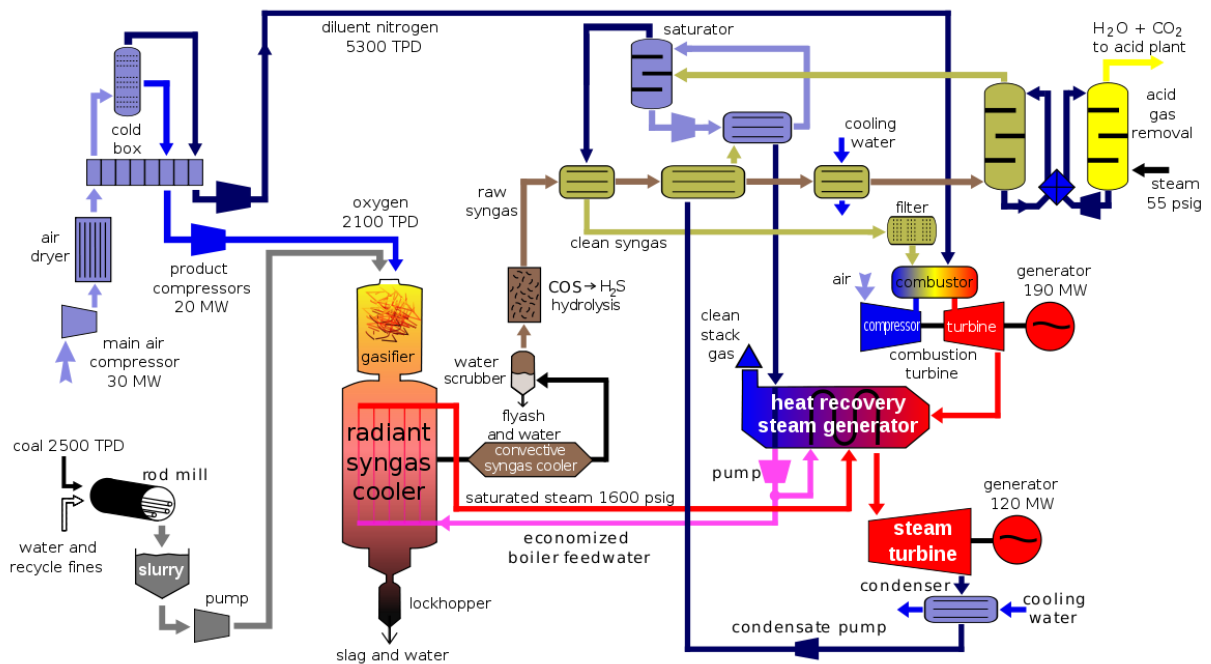 diluent nitrogen
5300 TPD
saturator
H₂O + CO₂
to acid plant
cold
box
cooling
water
acid
gas
removal
steam
55 psig
raw
syngas
oxygen
2100 TPD
clean syngas
filter
air
dryer
product
compressors
20 MW
COS→H₂S
hydrolysis
air
combustor
generator
190 MW
compressor
turbine
combustion
turbine
main air
compressor
30 MW
gasifier
water
scrubber
clean
stack
gas
flyash
and water
convective
syngas cooler
heat recovery
steam generator
radiant
syngas
cooler
coal 2500 TPD
rod mill
pump
saturated steam 1600 psig
generator
120 MW
steam
turbine
economized
boiler feedwater
water and
recycle fines
slurry
pump
lockhopper
condenser
cooling
water
condensate pump
slag and water